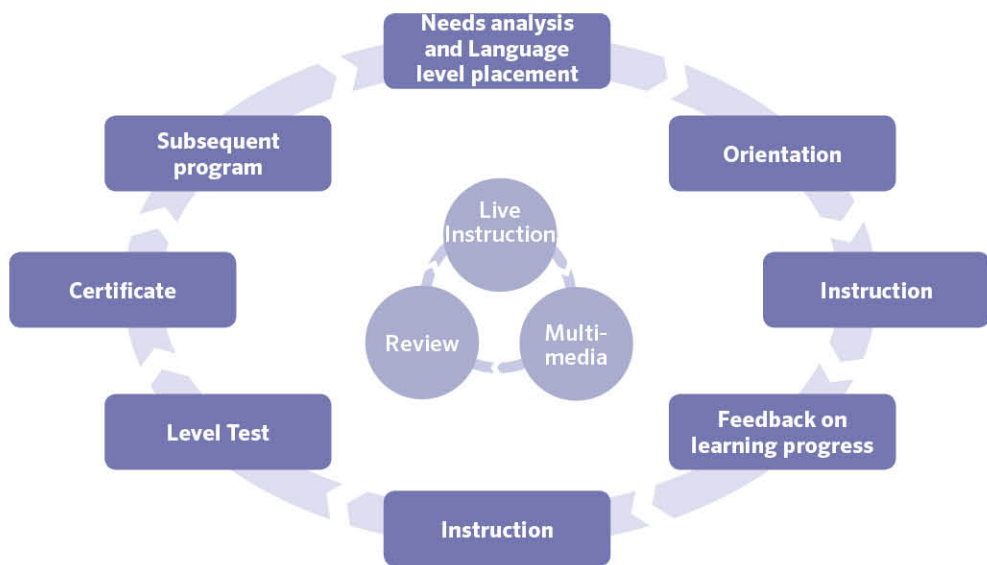 Needs analysis
and Language
level placement
Orientation
Instruction
Feedback on
learning progress
Instruction
Level Test
Certificate
Subsequent
program
Live
Instruction
Multi-
media
Review